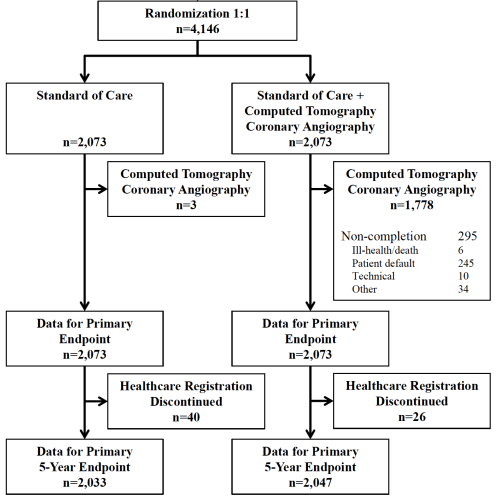 Randomization 1:1
n=4,146
Standard of Care
n=2,073
Standard of Care +
Computed Tomography
Coronary Angiography
n=2,073
Computed Tomography
Coronary Angiography
n=3
Computed Tomography
Coronary Angiography
n=1,778
Non-completion 295
Ill-health/death 6
Patient default 245
Technical 10
Other 34
Data for Primary
Endpoint
n=2,073
Data for Primary
Endpoint
n=2,073
Healthcare Registration
Discontinued
n=40
Healthcare Registration
Discontinued
n=26
Data for Primary
5-Year Endpoint
n=2,033
Data for Primary
5-Year Endpoint
n=2,047